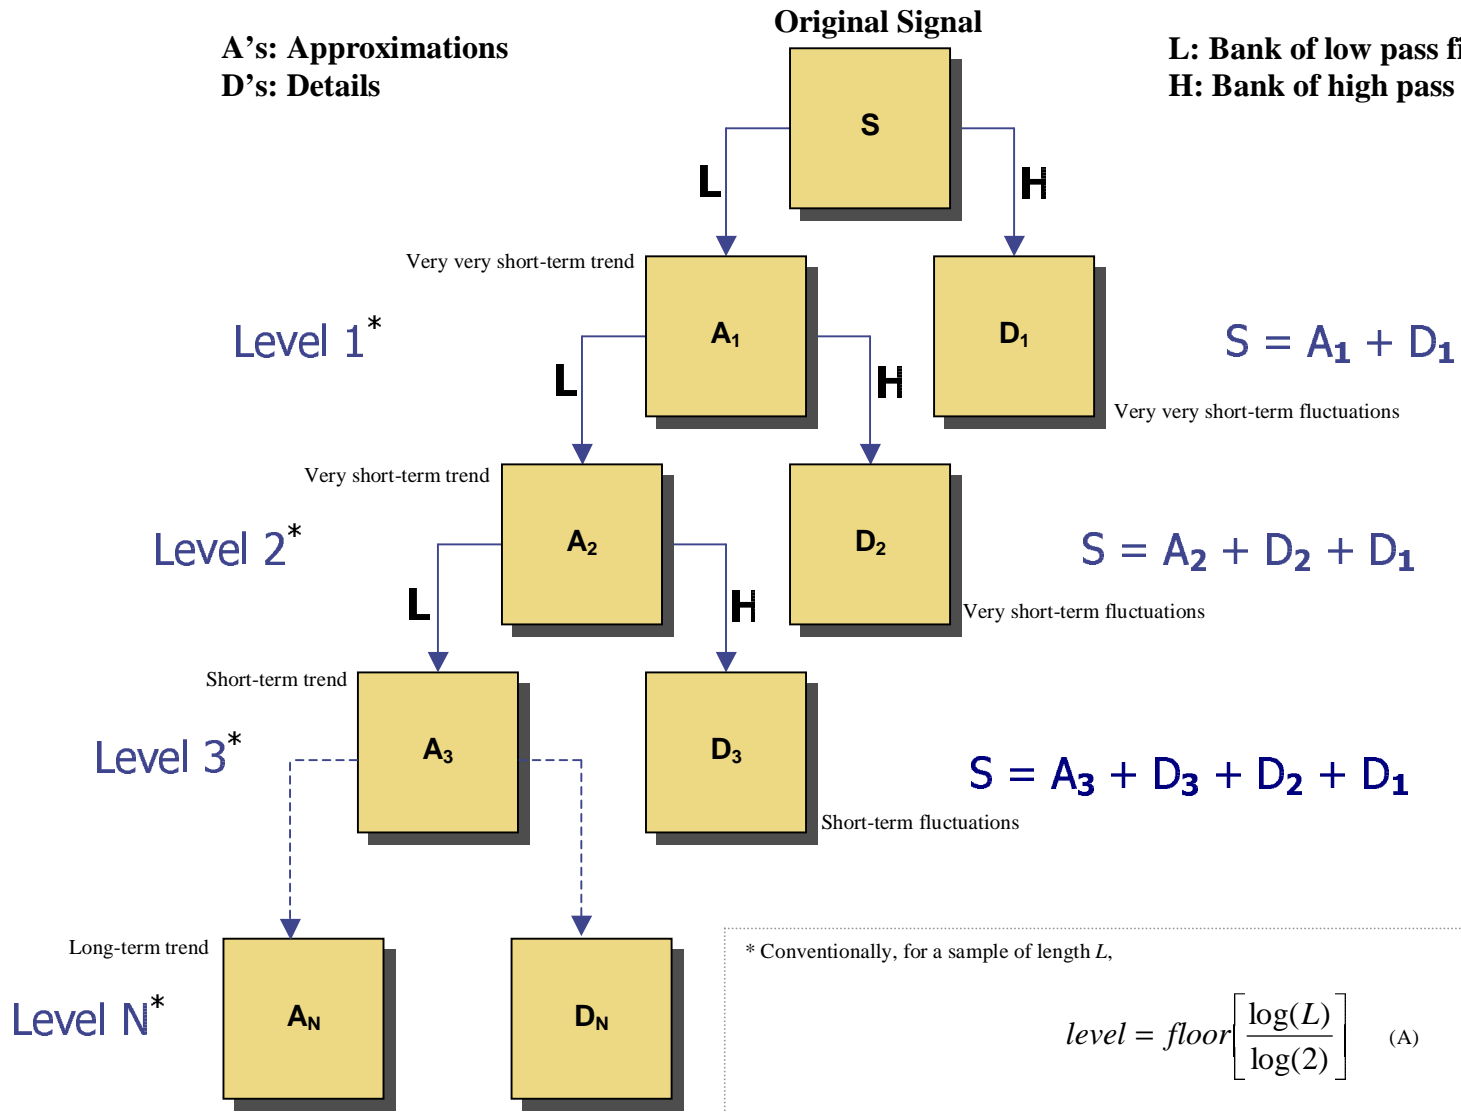 Original Signal
A's: Approximations
D's: Details
L: Bank of low pass
H: Bank of high pass
S
L
H
Very very short-term trend
Level 1*
A1
D1
S = A1 + D1
L
H
Very very short-term fluctuations
Very short-term trend
Level 2*
A2
D2
S = A2 + D2 + D1
L
H
Very short-term fluctuations
Short-term trend
Level 3*
A3
D3
S = A3 + D3 + D2 + D1
Short-term fluctuations
Long-term trend
Level N*
AN
DN
* Conventionally, for a sample of length L,
level = floor[log(L)/log(2)] (A)